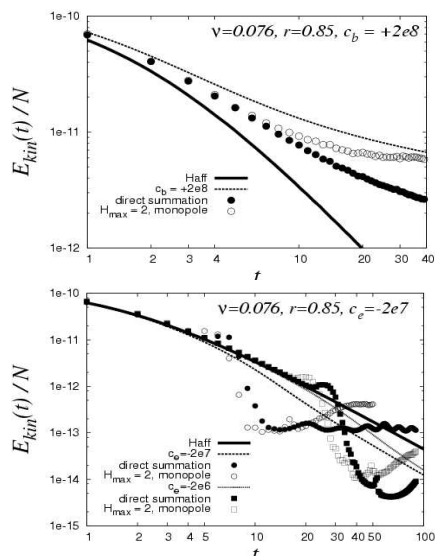 ν=0.076, r=0.85, c_b = +2e8
1e-10
1e-11
1e-12
E_kin(t) / N
Haff
c_b = +2e8
direct summation
H_max = 2, monopole
1 2 3 4 10 20 30 40
t
ν=0.076, r=0.85, c_e=-2e7
1e-10
1e-11
1e-12
1e-13
1e-14
1e-15
E_kin(t) / N
Haff
c_e=-2e7
direct summation
H_max = 2, monopole
c_e=-2e6
direct summation
H_max = 2, monopole
1 2 3 4 5 10 20 30 40 50 100
t